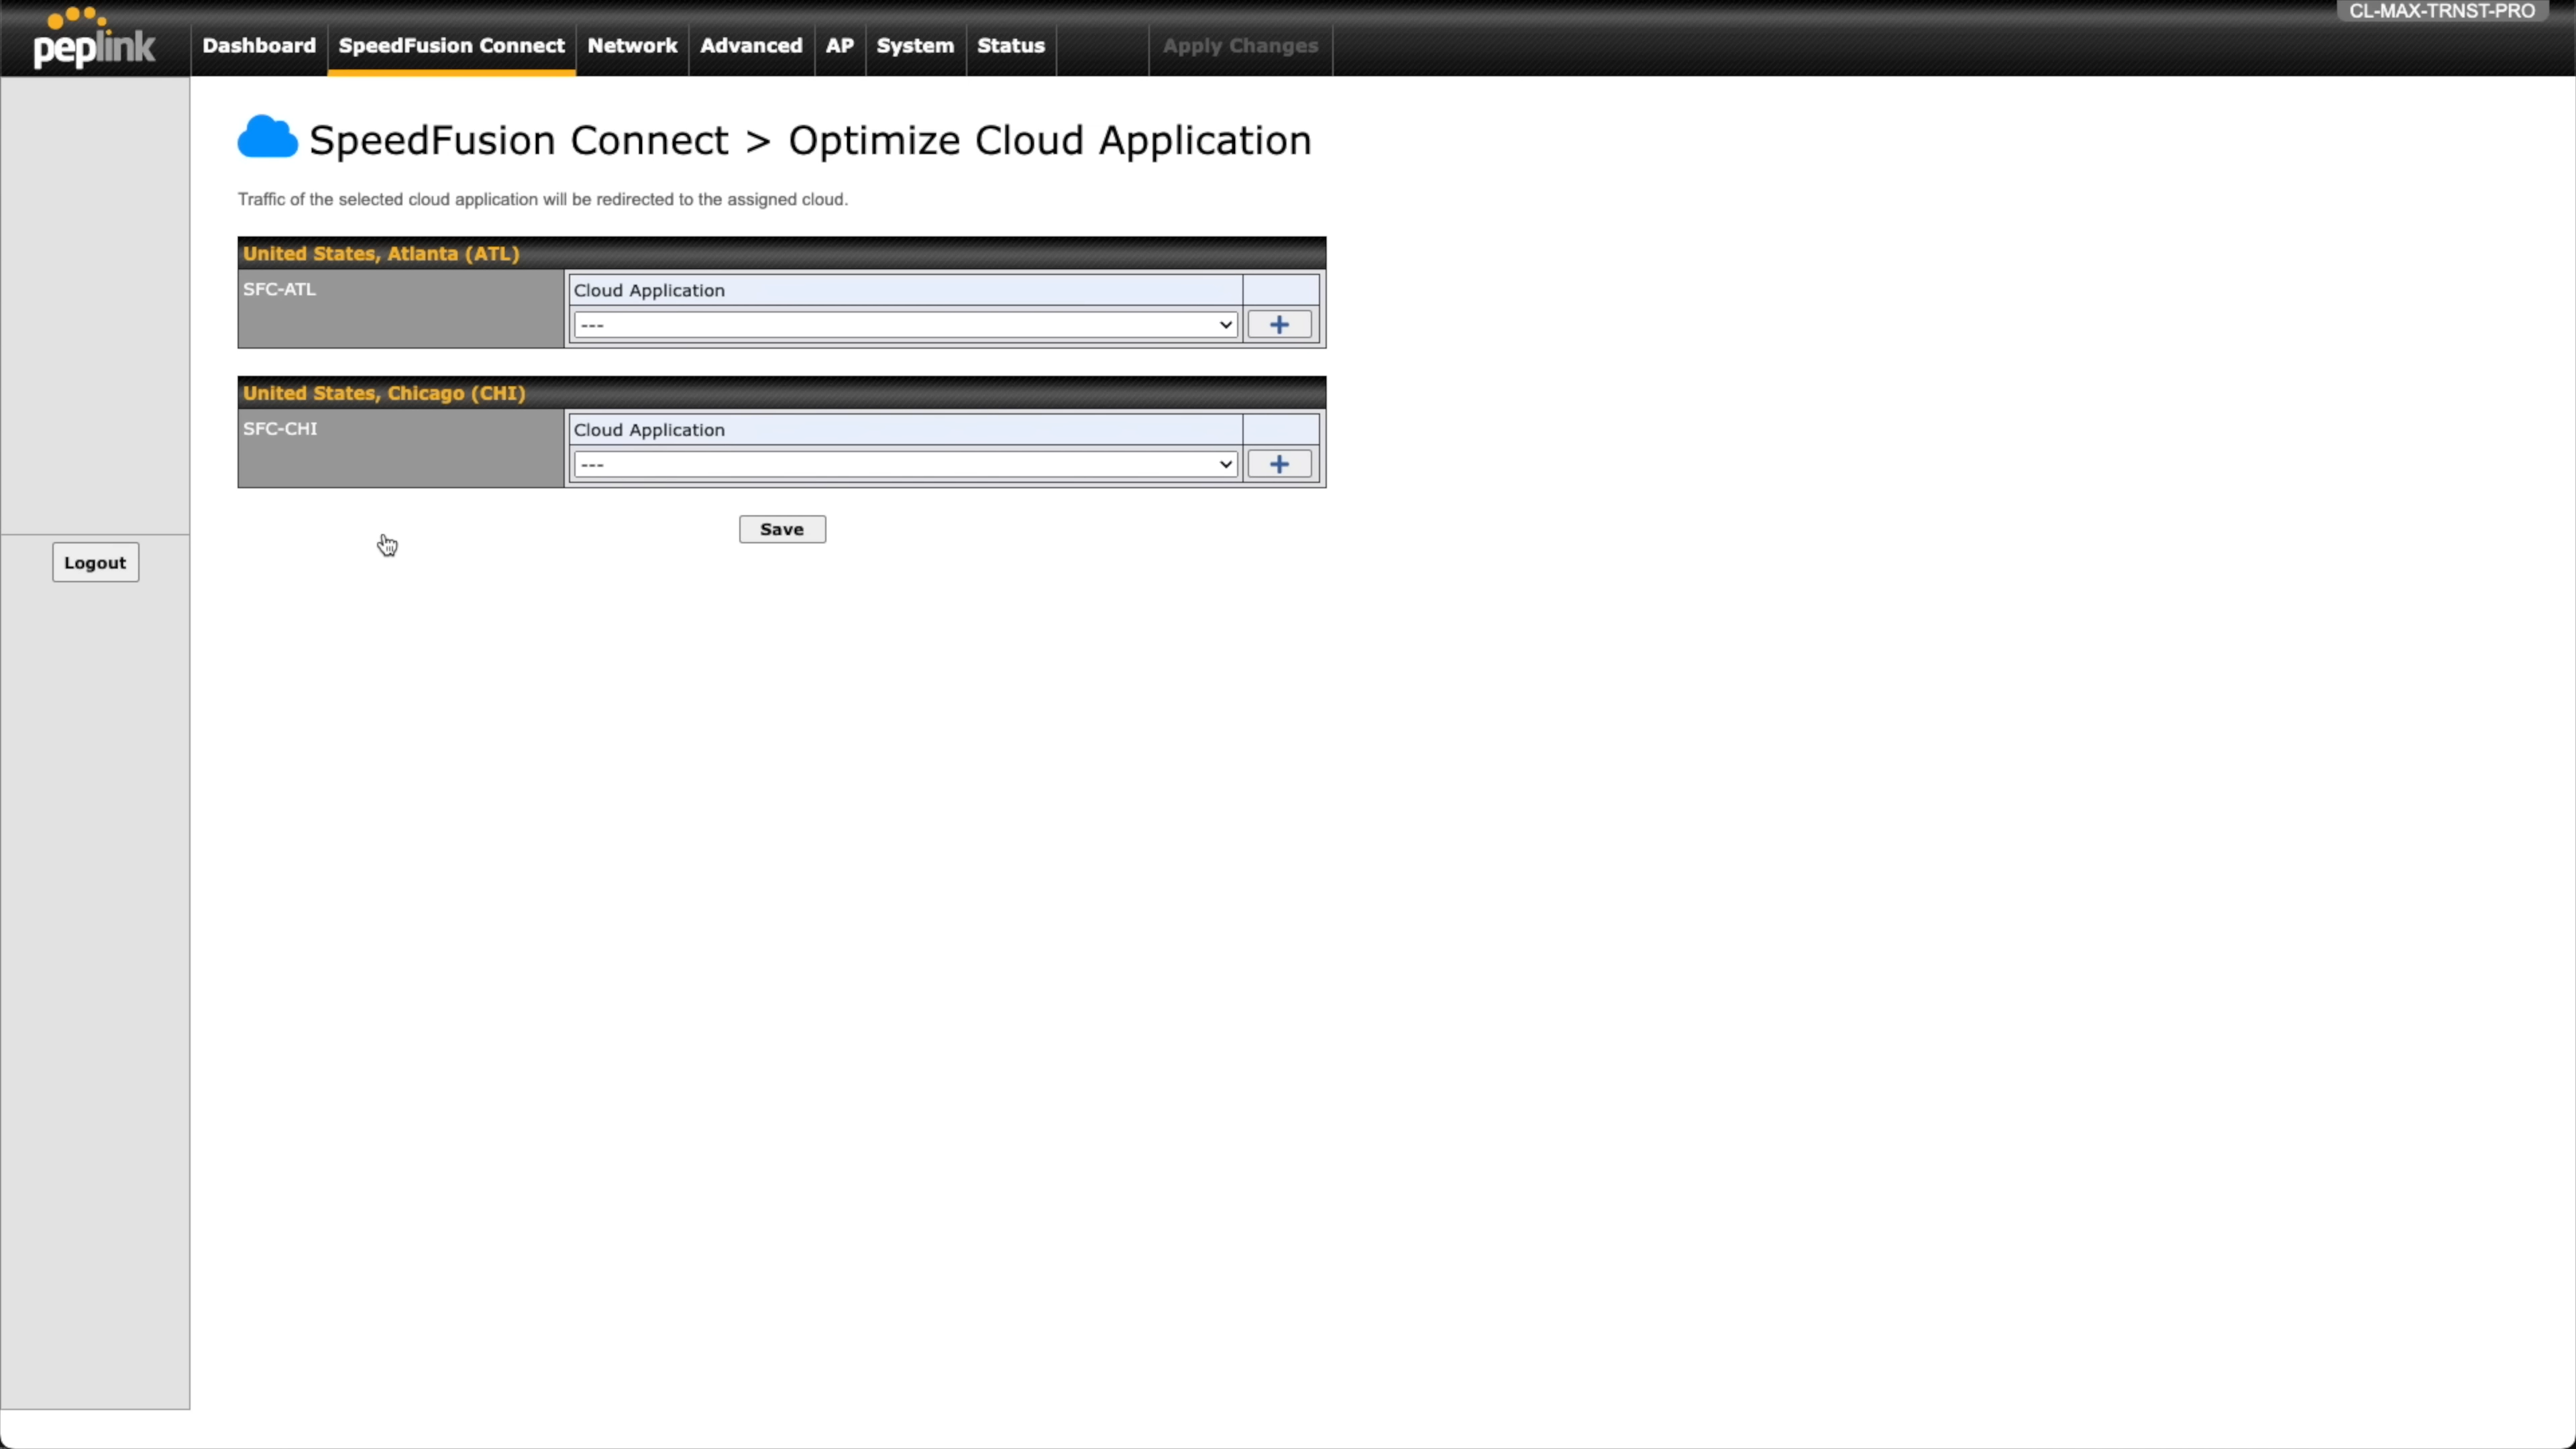 CL-MAX-TRNST-PRO
peplink
Dashboard SpeedFusion Connect Network Advanced AP System Status Apply Changes
SpeedFusion Connect > Optimize Cloud Application
Traffic of the selected cloud application will be redirected to the assigned cloud.
United States, Atlanta (ATL)
SFC-ATL Cloud Application
---
United States, Chicago (CHI)
SFC-CHI Cloud Application
---
Save
Logout